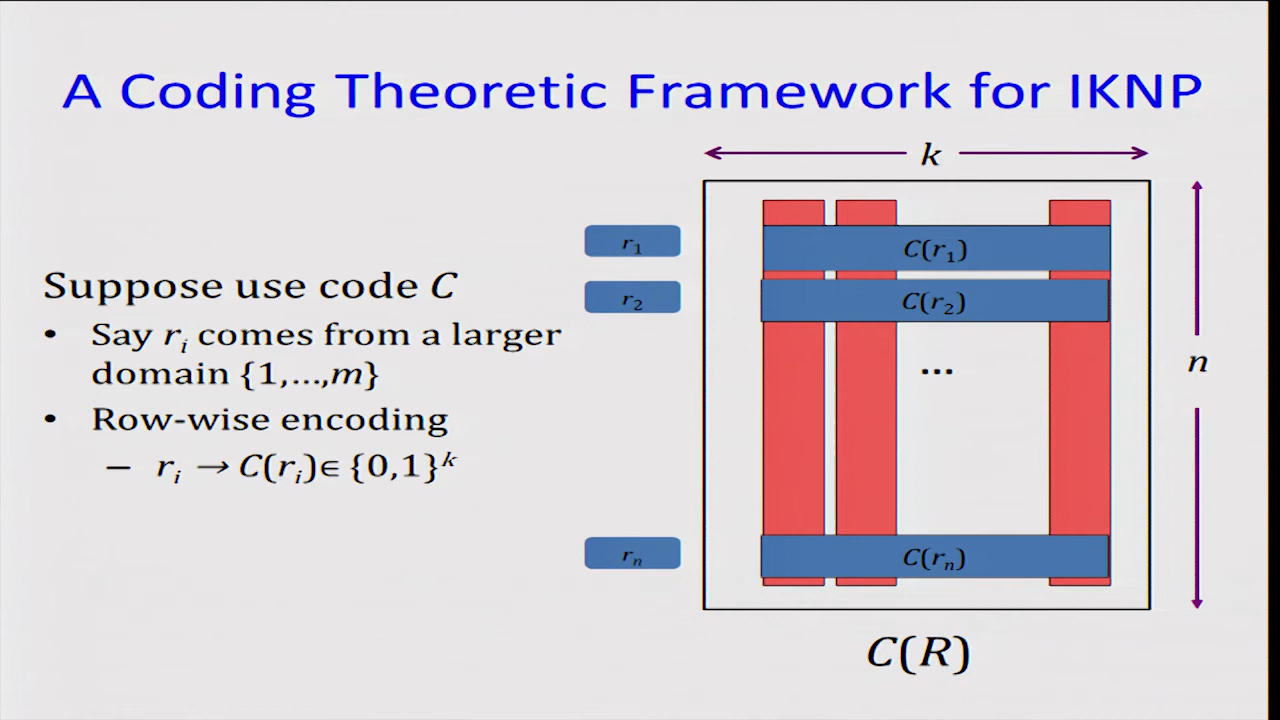 A Coding Theoretic Framework for IKNP
k
Suppose use code C
• Say rᵢ comes from a larger
domain {1,...,m}
• Row-wise encoding
– rᵢ → C(rᵢ)∈ {0,1}ᵏ
r₁
C(r₁)
r₂
C(r₂)
...
n
rₙ
C(rₙ)
C(R)